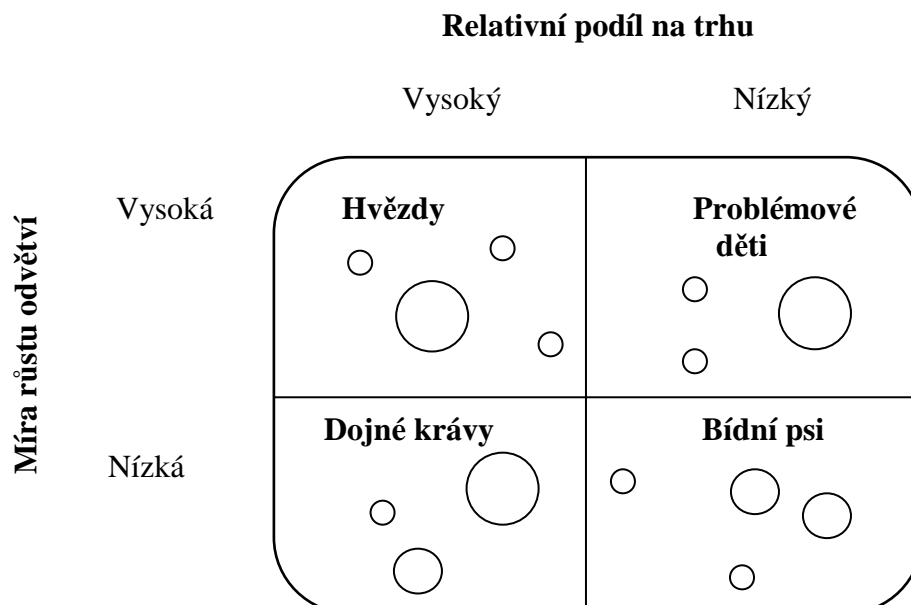 Relativní podíl na trhu
Vysoký
Nízký
Míra růstu odvětví
Vysoká
Hvězdy
Problémové
děti
Nízká
Dojné krávy
Bídní psi